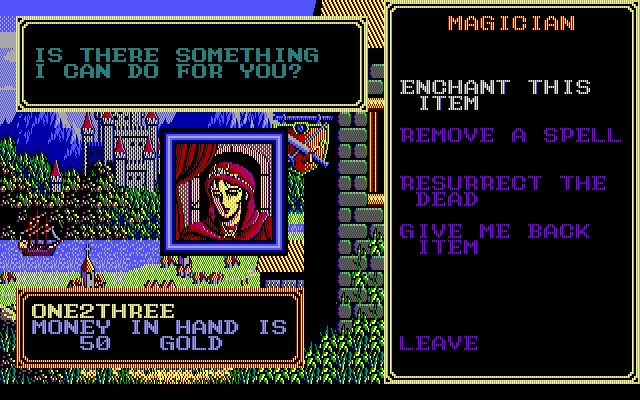 IS THERE SOMETHING
I CAN DO FOR YOU?
MAGICIAN
ENCHANT THIS
ITEM
REMOVE A SPELL
RESURRECT THE
DEAD
GIVE ME BACK
ITEM
LEAVE
ONE2THREE
MONEY IN HAND IS
50 GOLD